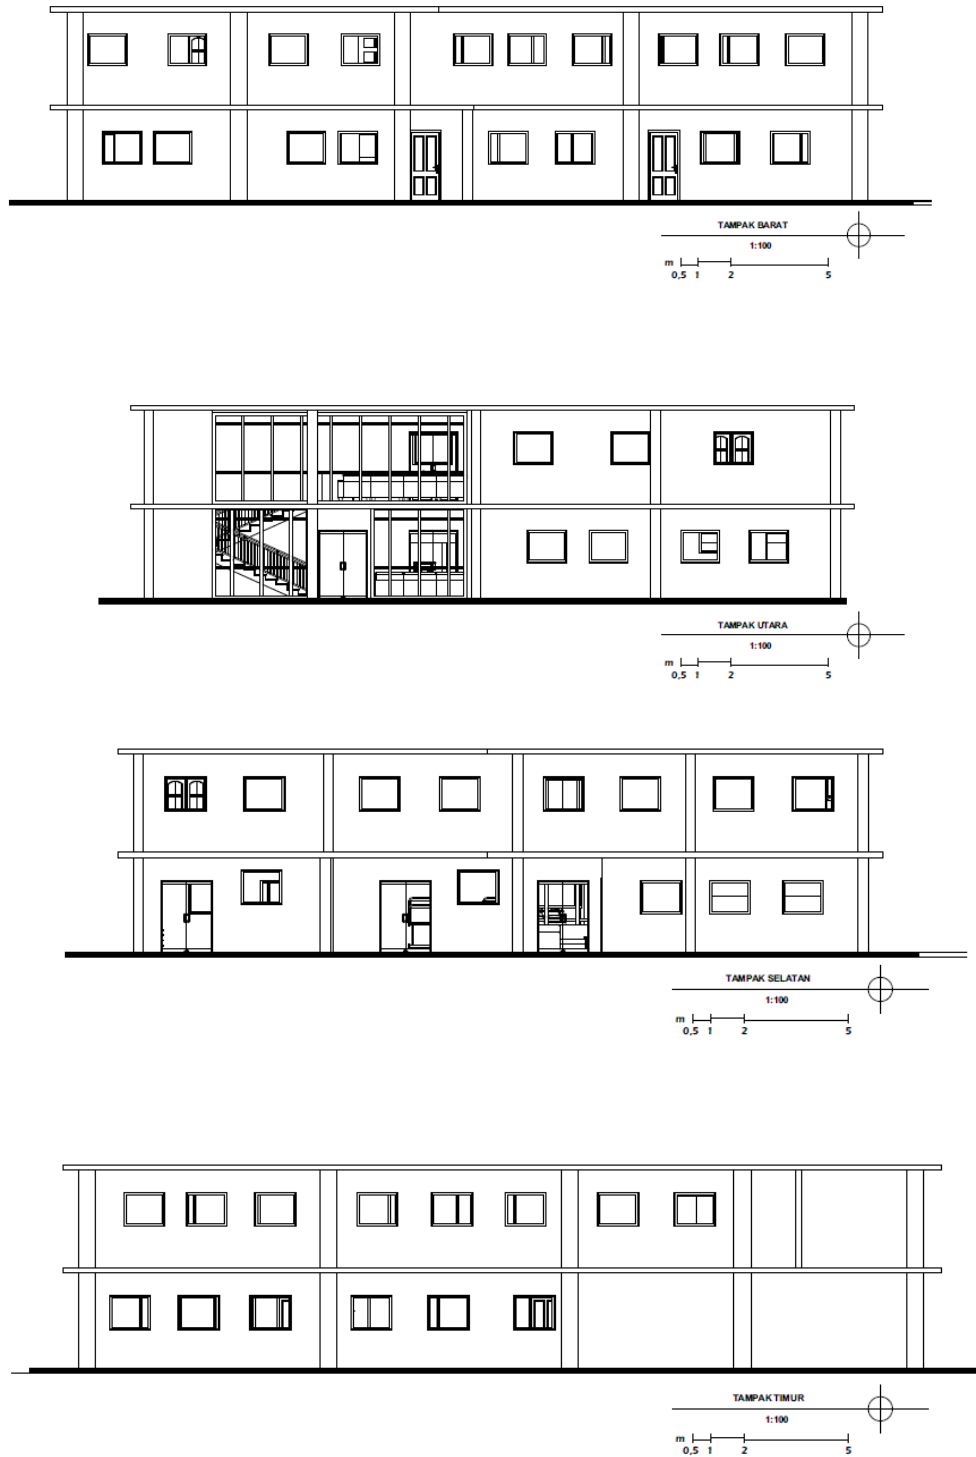 TAMPAK BARAT
1:100
m
0,5 1 2 5
TAMPAK UTARA
1:100
m
0,5 1 2 5
TAMPAK SELATAN
1:100
m
0,5 1 2 5
TAMPAK TIMUR
1:100
m
0,5 1 2 5